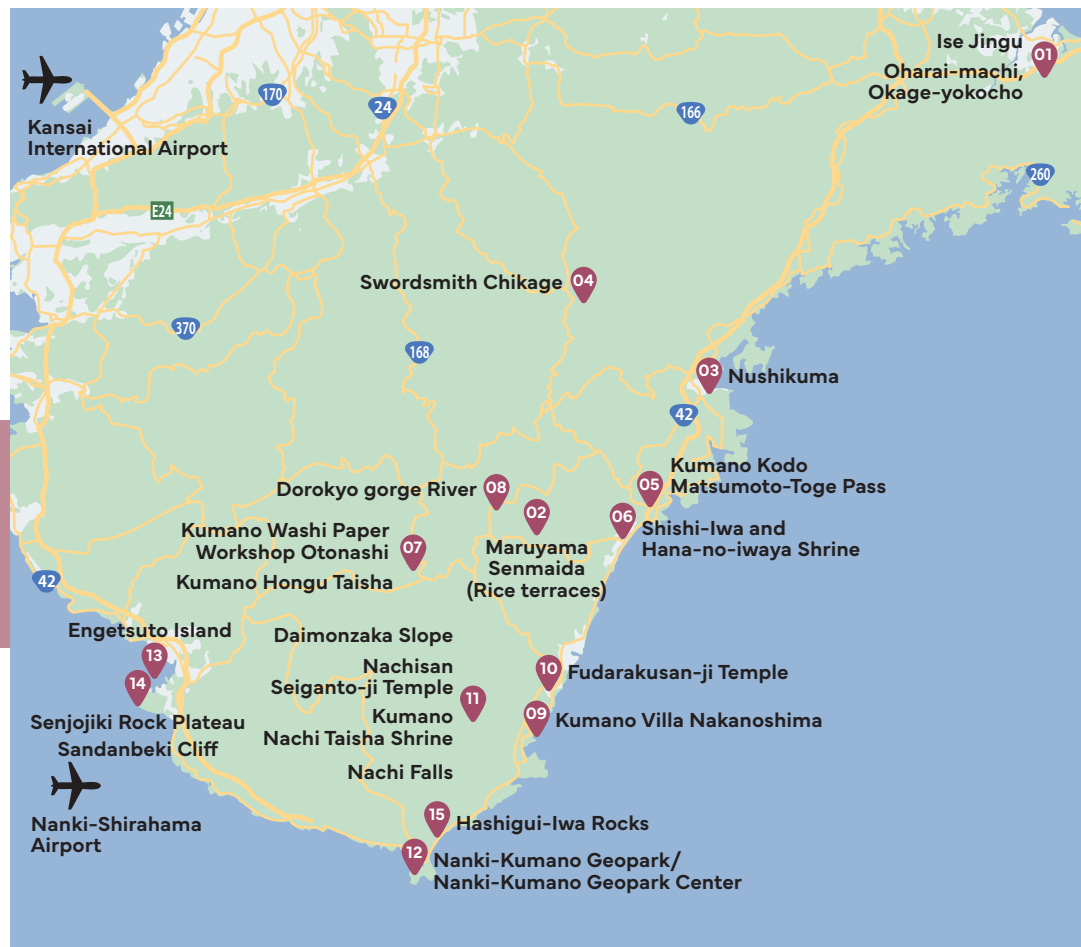 Ise Jingu
01
Oharai-machi,
Okage-yokocho
Kansai
International Airport
170
24
166
260
E24
Swordsmith Chikage
04
370
168
03
Nushikuma
42
Kumano Kodo
Matsumoto-Toge Pass
05
Dorokyo gorge River
08
02
Maruyama
Senmaida
(Rice terraces)
06
Shishi-Iwa and
Hana-no-iwaya Shrine
Kumano Washi Paper
Workshop Otonashi
07
Kumano Hongu Taisha
42
Engetsuto Island
13
14
Senjojiki Rock Plateau
Sandanbeki Cliff
Nanki-Shirahama
Airport
Daimonzaka Slope
Nachisan
Seiganto-ji Temple
11
Kumano
Nachi Taisha Shrine
Nachi Falls
10
Fudarakusan-ji Temple
09
Kumano Villa Nakanoshima
15
Hashigui-Iwa Rocks
12
Nanki-Kumano Geopark/
Nanki-Kumano Geopark Center